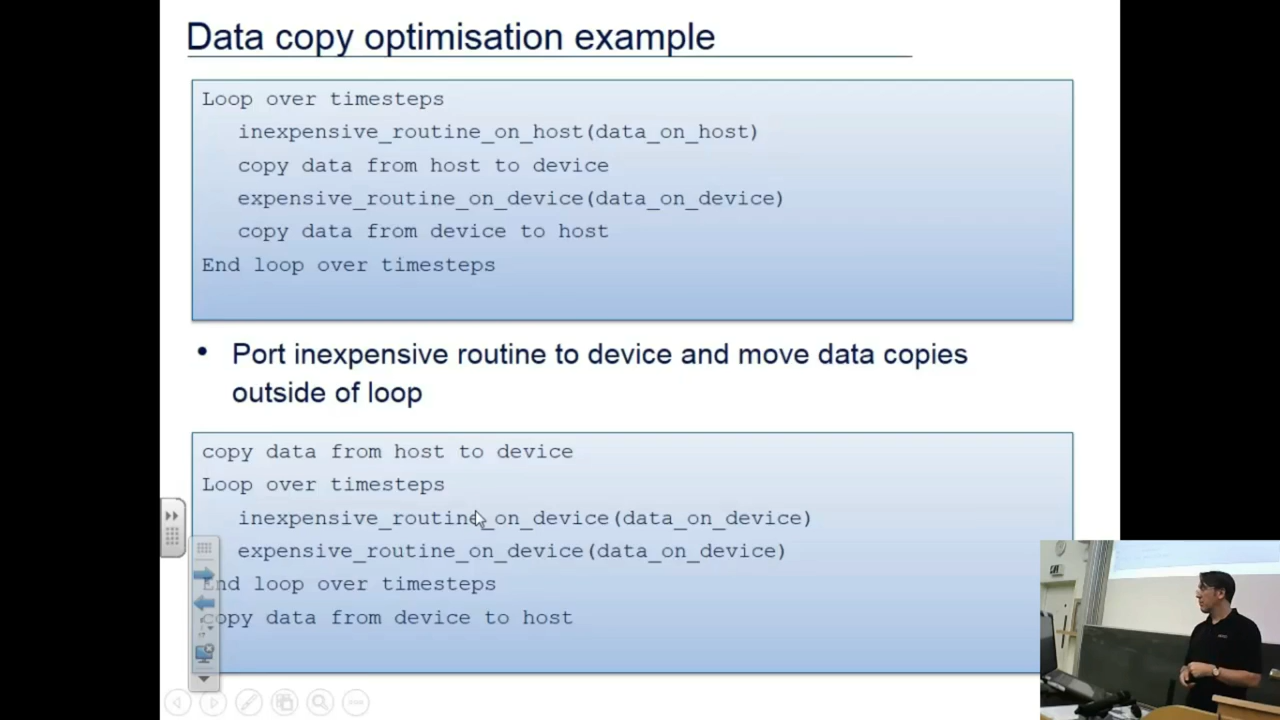 Data copy optimisation example
Loop over timesteps
inexpensive_routine_on_host(data_on_host)
copy data from host to device
expensive_routine_on_device(data_on_device)
copy data from device to host
End loop over timesteps
• Port inexpensive routine to device and move data copies
outside of loop
copy data from host to device
Loop over timesteps
inexpensive_routine_on_device(data_on_device)
expensive_routine_on_device(data_on_device)
End loop over timesteps
copy data from device to host